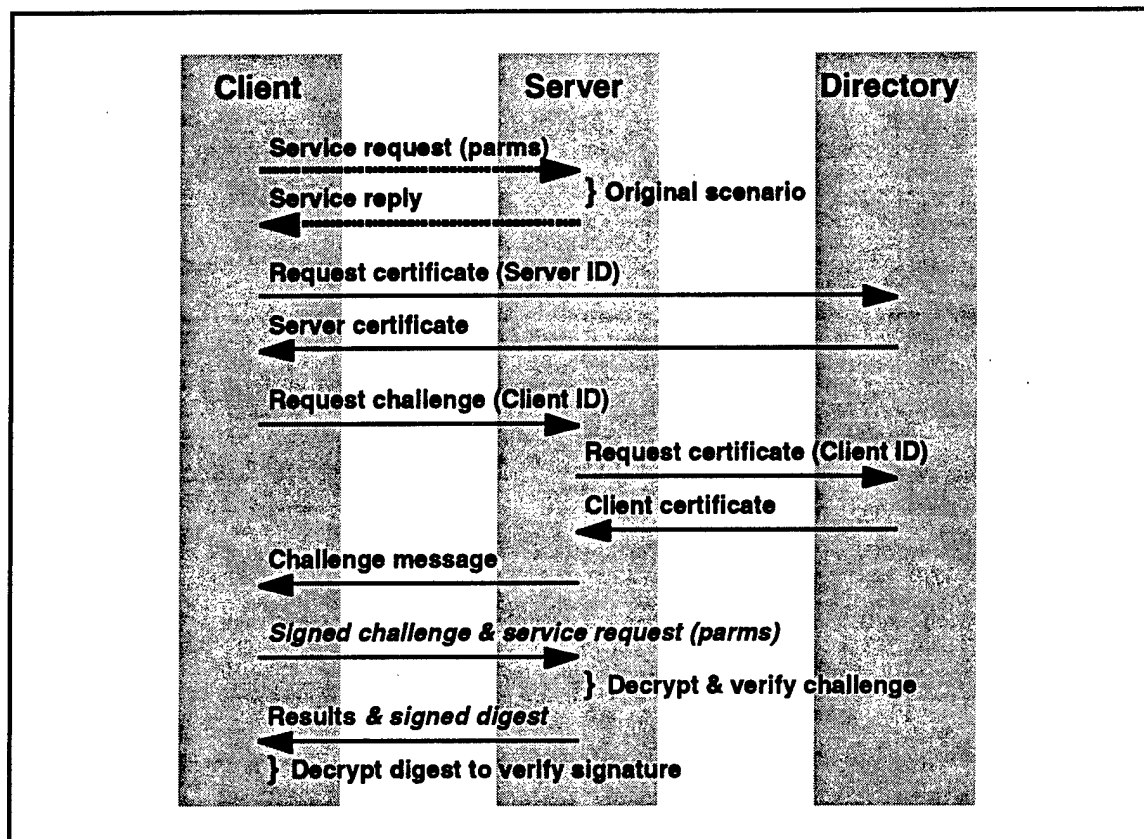 Client Server Directory
Service request (parms)
} Original scenario
Service reply
Request certificate (Server ID)
Server certificate
Request challenge (Client ID)
Request certificate (Client ID)
Client certificate
Challenge message
Signed challenge & service request (parms)
} Decrypt & verify challenge
Results & signed digest
} Decrypt digest to verify signature